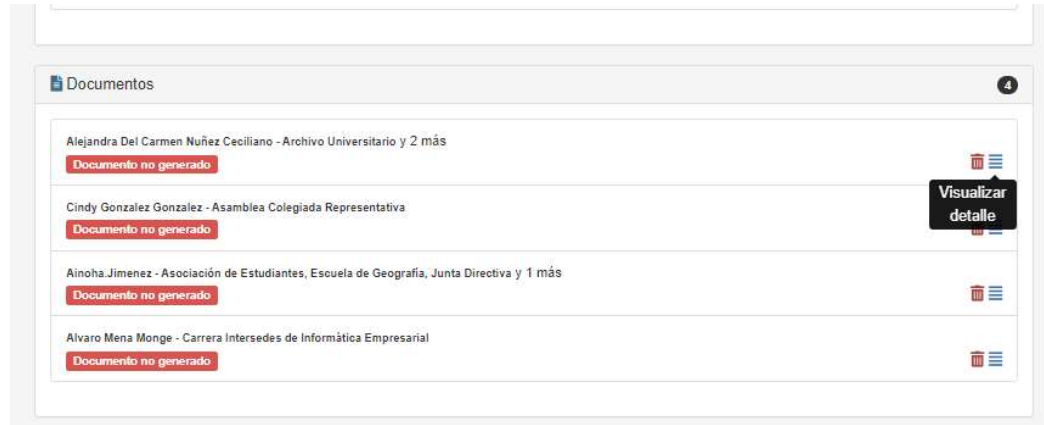 Documentos
4
Alejandra Del Carmen Nuñez Ceciliano - Archivo Universitario y 2 más
Documento no generado
Visualizar
detalle
Cindy Gonzalez Gonzalez - Asamblea Colegiada Representativa
Documento no generado
Ainoha.Jimenez - Asociación de Estudiantes, Escuela de Geografía, Junta Directiva y 1 más
Documento no generado
Alvaro Mena Monge - Carrera Intersedes de Informática Empresarial
Documento no generado